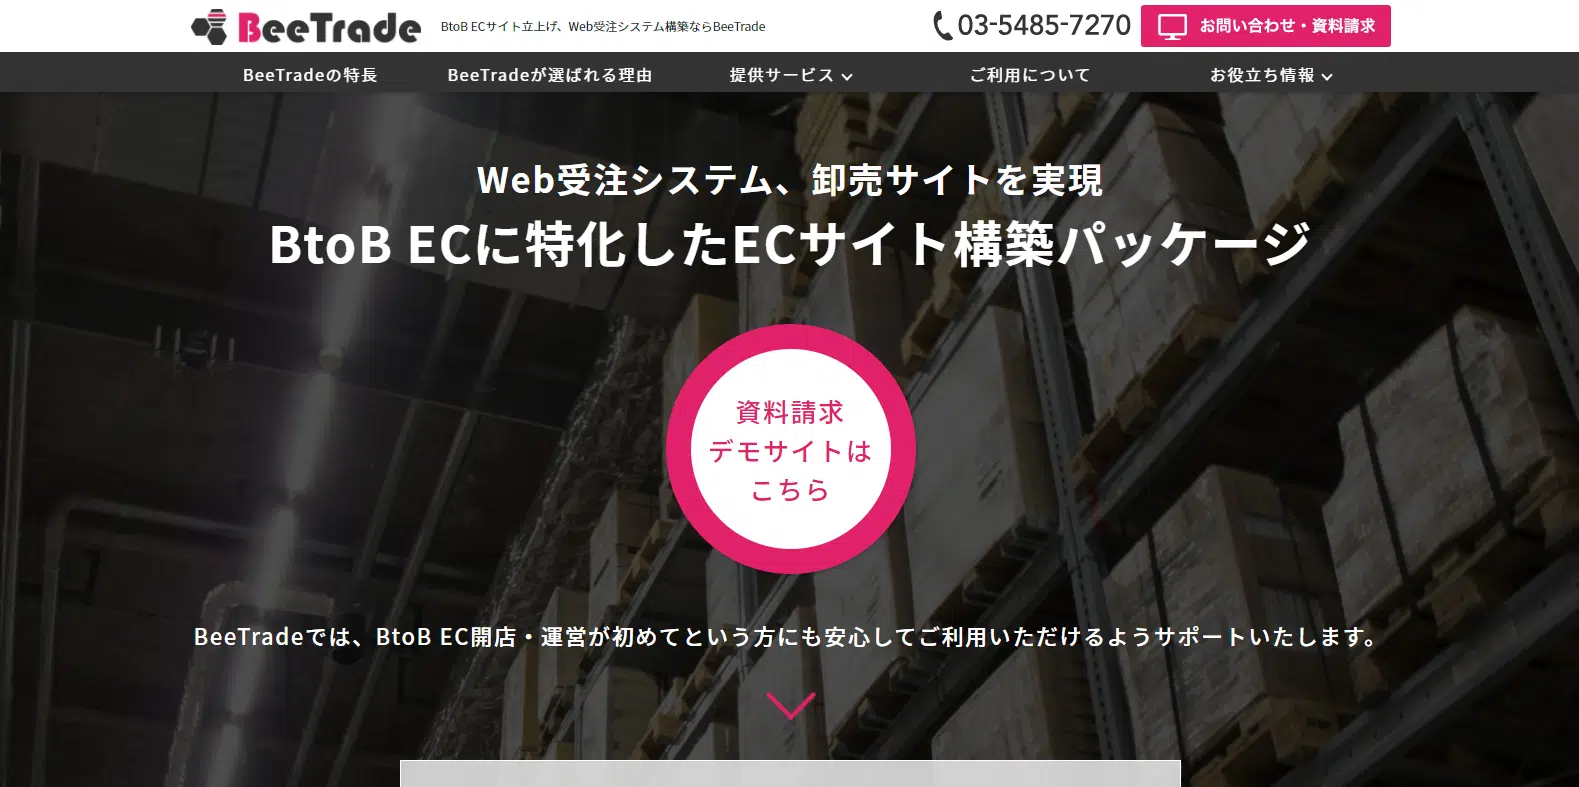 BeeTrade
BtoB ECサイト立上げ、Web受注システム構築ならBeeTrade
03-5485-7270
お問い合わせ・資料請求
BeeTradeの特長
BeeTradeが選ばれる理由
提供サービス
ご利用について
お役立ち情報
Web受注システム、卸売サイトを実現
BtoB ECに特化したECサイト構築パッケージ
資料請求
デモサイトは
こちら
BeeTradeでは、BtoB EC開店・運営が初めてという方にも安心してご利用いただけるようサポートいたします。